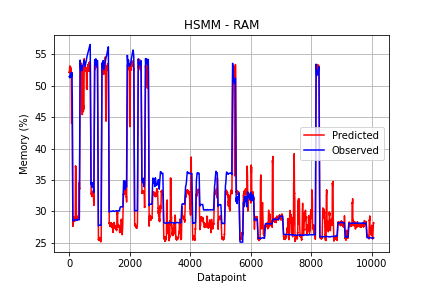 HSMM - RAM
Memory (%)
55
50
45
40
35
30
25
Predicted
Observed
0
2000
4000
6000
8000
10000
Datapoint